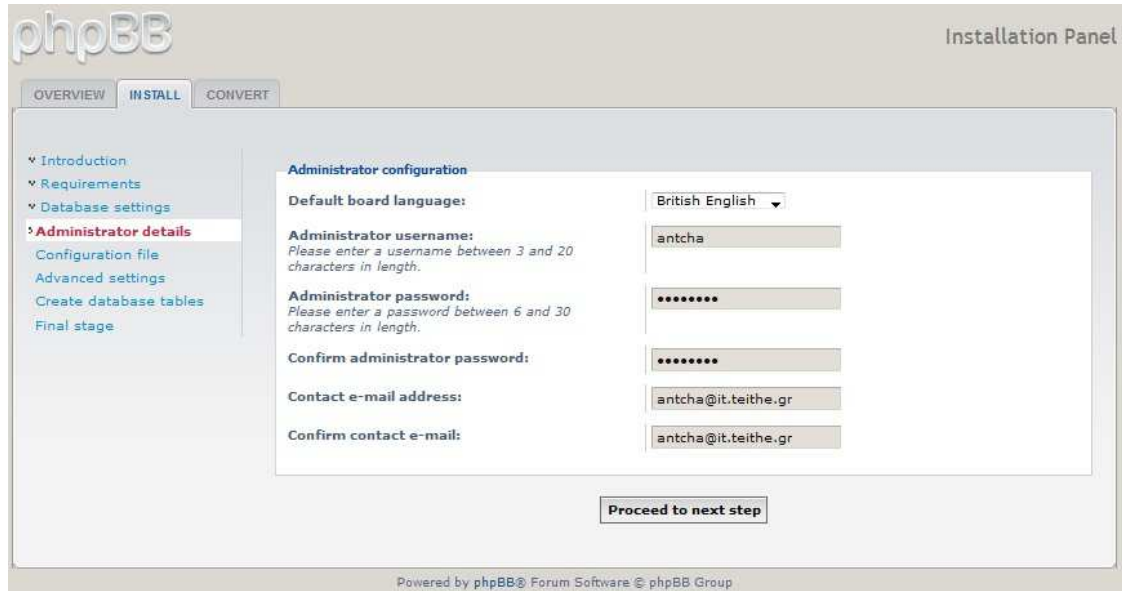 phpBB
Installation Panel
OVERVIEW INSTALL CONVERT
Introduction
Requirements
Database settings
Administrator details
Configuration file
Advanced settings
Create database tables
Final stage
Administrator configuration
Default board language: British English
Administrator username: antcha
Please enter a username between 3 and 20
characters in length.
Administrator password: ••••••••
Please enter a password between 6 and 30
characters in length.
Confirm administrator password: ••••••••
Contact e-mail address: antcha@it.teithe.gr
Confirm contact e-mail: antcha@it.teithe.gr
Proceed to next step
Powered by phpBB® Forum Software © phpBB Group